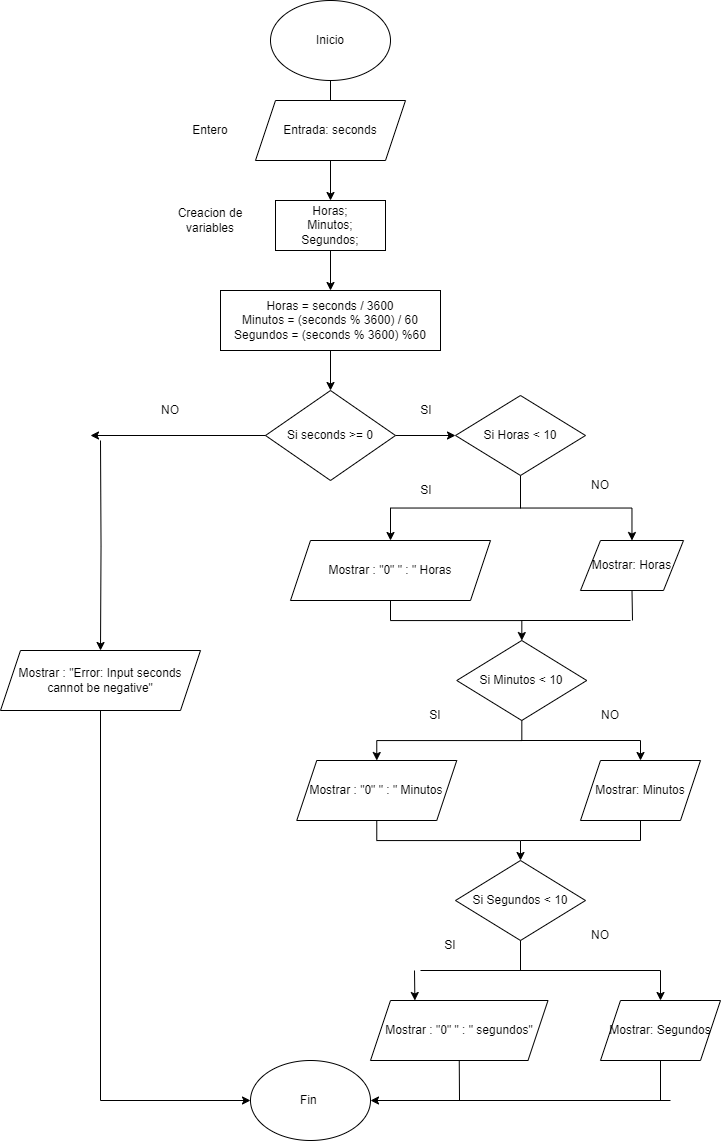 Inicio
Entero
Entrada: seconds
Creacion de
variables
Horas;
Minutos;
Segundos;
Horas = seconds / 3600
Minutos = (seconds % 3600) / 60
Segundos = (seconds % 3600) %60
NO
Si seconds >= 0
SI
Si Horas < 10
SI
NO
Mostrar : "0" " : " Horas
Mostrar: Horas
Mostrar : "Error: Input seconds
cannot be negative"
Si Minutos < 10
SI
NO
Mostrar : "0" " : " Minutos
Mostrar: Minutos
Si Segundos < 10
SI
NO
Mostrar : "0" " : " segundos"
Mostrar: Segundos
Fin